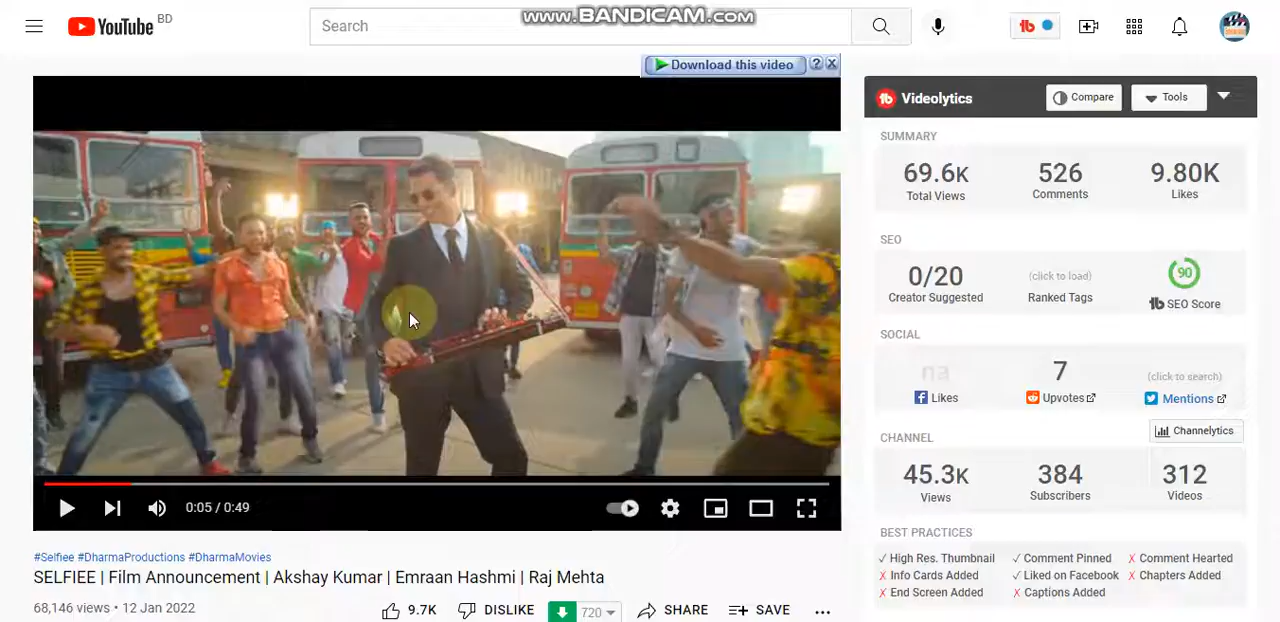 www.BANDICAM.com
YouTube BD
Search
Download this video
Videolytics
Compare
Tools
SUMMARY
69.6K
526
9.80K
Total Views
Comments
Likes
SEO
0/20
(click to load)
90
Creator Suggested
Ranked Tags
SEO Score
SOCIAL
na
7
(click to search)
Likes
Upvotes
Mentions
CHANNEL
Channelytics
45.3K
384
312
Views
Subscribers
Videos
BEST PRACTICES
✓ High Res. Thumbnail ✓ Comment Pinned X Comment Hearted
X Info Cards Added ✓ Liked on Facebook X Chapters Added
X End Screen Added X Captions Added
0:05 / 0:49
#Selfiee #DharmaProductions #DharmaMovies
SELFIEE | Film Announcement | Akshay Kumar | Emraan Hashmi | Raj Mehta
68,146 views • 12 Jan 2022
9.7K DISLIKE 720 SHARE SAVE